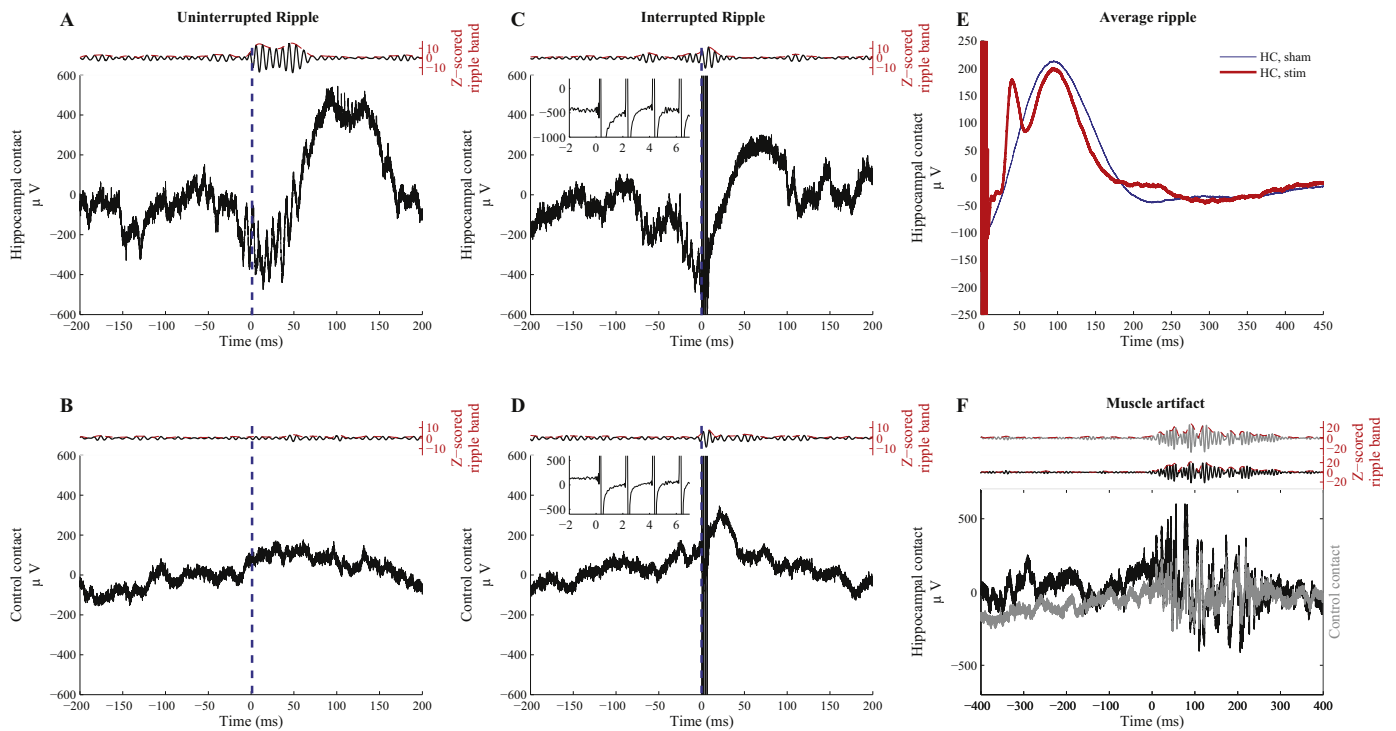 A
Uninterrupted Ripple
10
0
−10
Z−scored
ripple band
600
400
200
0
−200
−400
−600
Hippocampal contact
µ V
−200 −150 −100 −50 0 50 100 150 200
Time (ms)
C
Interrupted Ripple
10
0
−10
Z−scored
ripple band
600
400
200
0
−200
−400
−600
Hippocampal contact
µ V
0
−500
−1000
−2 0 2 4 6
−200 −150 −100 −50 0 50 100 150 200
Time (ms)
E
Average ripple
HC, sham
HC, stim
250
200
150
100
50
0
−50
−100
−150
−200
−250
Hippocampal contact
µ V
0 50 100 150 200 250 300 350 400 450
Time (ms)
B
10
0
−10
Z−scored
ripple band
600
400
200
0
−200
−400
−600
Control contact
µ V
−200 −150 −100 −50 0 50 100 150 200
Time (ms)
D
10
0
−10
Z−scored
ripple band
600
400
200
0
−200
−400
−600
Control contact
µ V
500
0
−500
−2 0 2 4 6
−200 −150 −100 −50 0 50 100 150 200
Time (ms)
F
Muscle artifact
20
0
−20
20
0
−20
Z−scored
ripple band
500
0
−500
Hippocampal contact
µ V
Control contact
−400 −300 −200 −100 0 100 200 300 400
Time (ms)